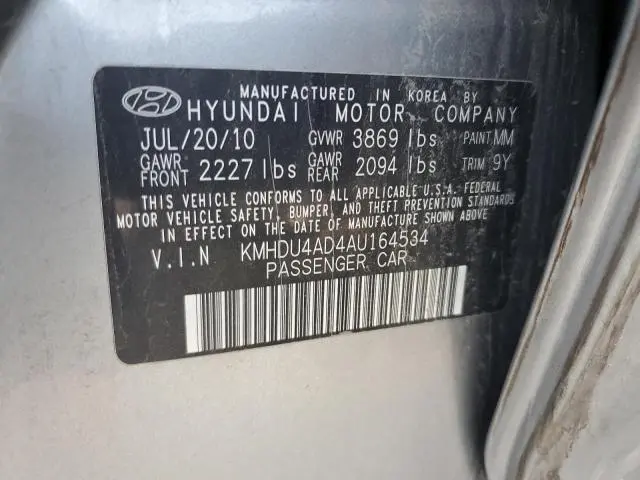 MANUFACTURED IN KOREA BY
HYUNDAI MOTOR COMPANY
JUL/20/10 GVWR 3869 lbs PAINT MM
GAWR FRONT 2227 lbs GAWR REAR 2094 lbs TRIM 9Y
THIS VEHICLE CONFORMS TO ALL APPLICABLE U.S.A. FEDERAL
MOTOR VEHICLE SAFETY, BUMPER, AND THEFT PREVENTION STANDARDS
IN EFFECT ON THE DATE OF MANUFACTURE SHOWN ABOVE
V.I.N KMHDU4AD4AU164534
PASSENGER CAR